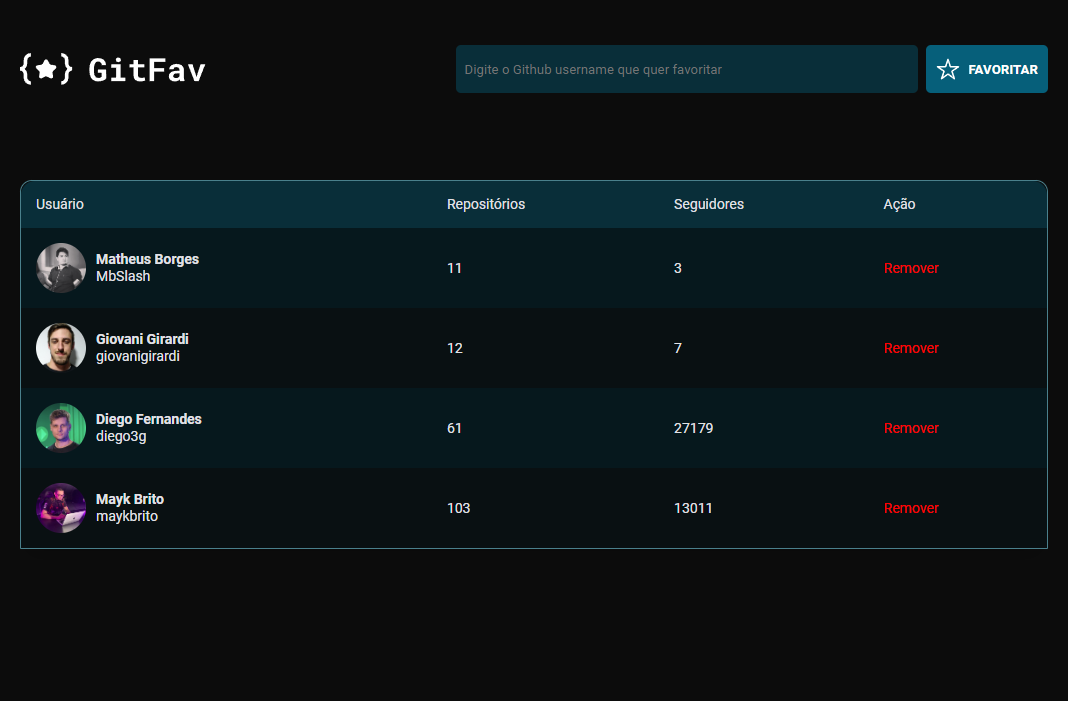 {★} GitFav
Digite o Github username que quer favoritar
FAVORITAR
Usuário Repositórios Seguidores Ação
Matheus Borges
MbSlash
11 3 Remover
Giovani Girardi
giovanigirardi
12 7 Remover
Diego Fernandes
diego3g
61 27179 Remover
Mayk Brito
maykbrito
103 13011 Remover